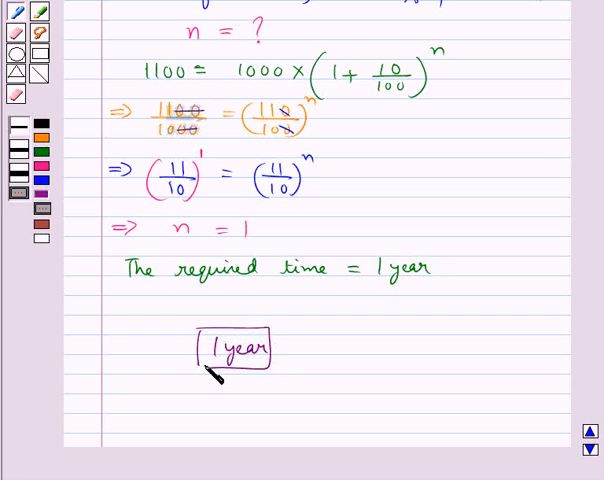 n = ?
1100 = 1000 × (1 + 10/100)^n
⇒ 1100/1000 = (110/100)^n
⇒ (11/10)^1 = (11/10)^n
⇒ n = 1
The required time = 1 year
1 year